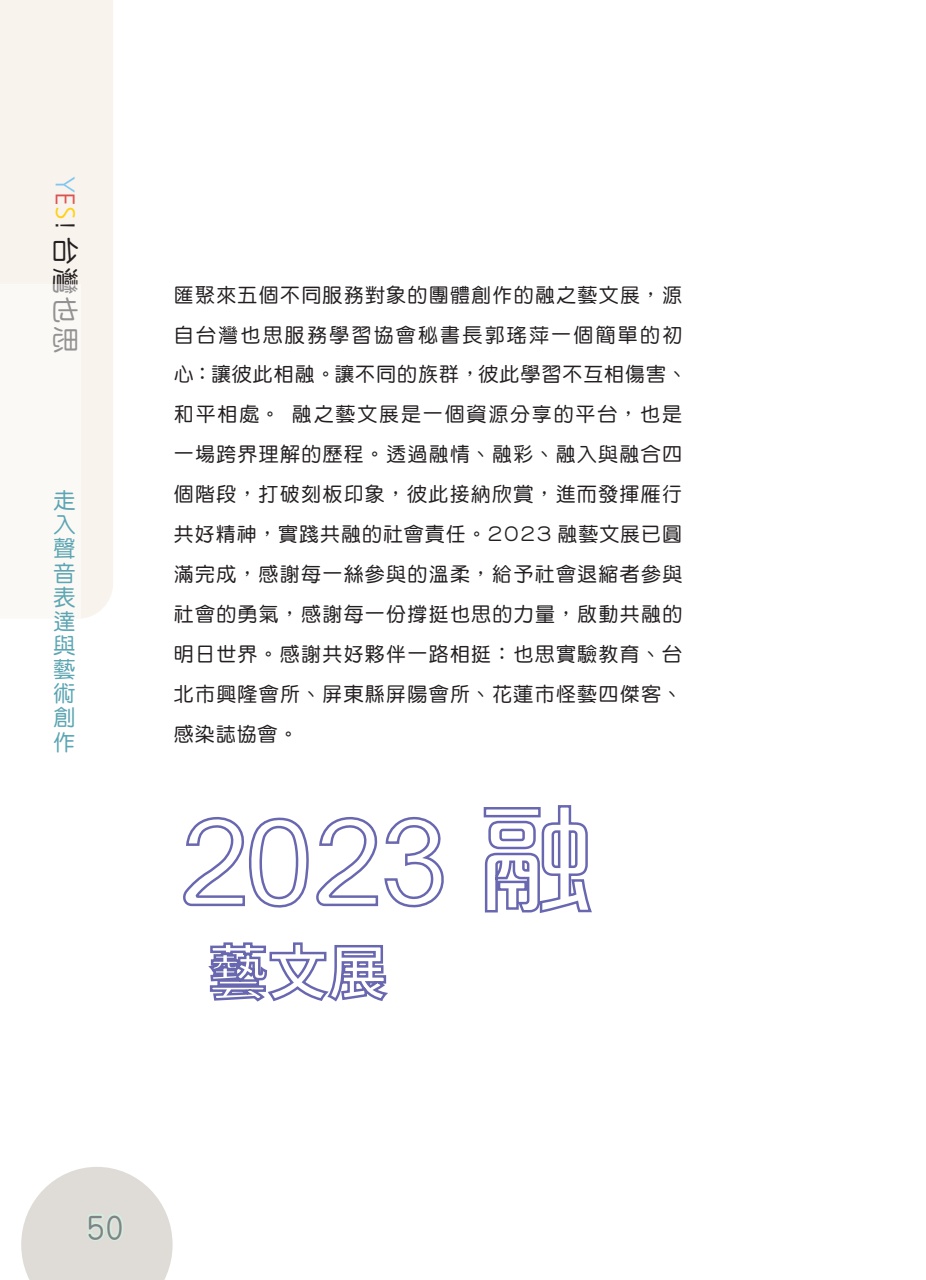 YES! 台灣也思
走入聲音表達與藝術創作
匯聚來五個不同服務對象的團體創作的融之藝文展，源
自台灣也思服務學習協會秘書長郭瑤萍一個簡單的初
心：讓彼此相融。讓不同的族群，彼此學習不互相傷害、
和平相處。 融之藝文展是一個資源分享的平台，也是
一場跨界理解的歷程。透過融情、融彩、融入與融合四
個階段，打破刻板印象，彼此接納欣賞，進而發揮雁行
共好精神，實踐共融的社會責任。2023 融藝文展已圓
滿完成，感謝每一絲參與的溫柔，給予社會退縮者參與
社會的勇氣，感謝每一份撐挺也思的力量，啟動共融的
明日世界。感謝共好夥伴一路相挺：也思實驗教育、台
北市興隆會所、屏東縣屏陽會所、花蓮市怪藝四傑客、
感染誌協會。
2023 融
藝文展
50